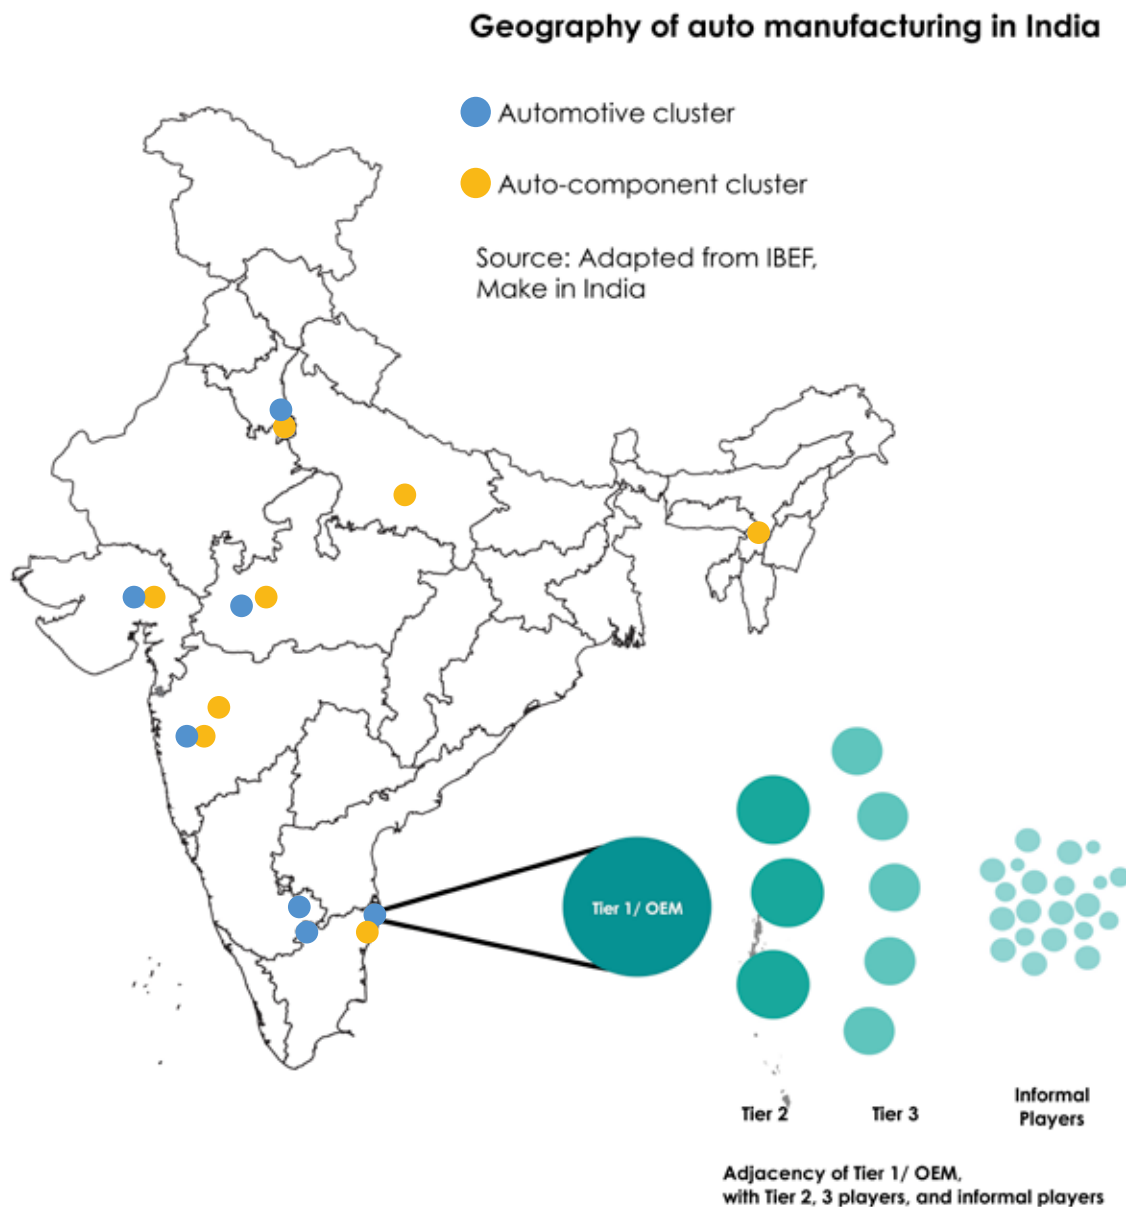 Geography of auto manufacturing in India
Automotive cluster
Auto-component cluster
Source: Adapted from IBEF,
Make in India
Tier 1/ OEM
Tier 2
Tier 3
Informal
Players
Adjacency of Tier 1/ OEM,
with Tier 2, 3 players, and informal players